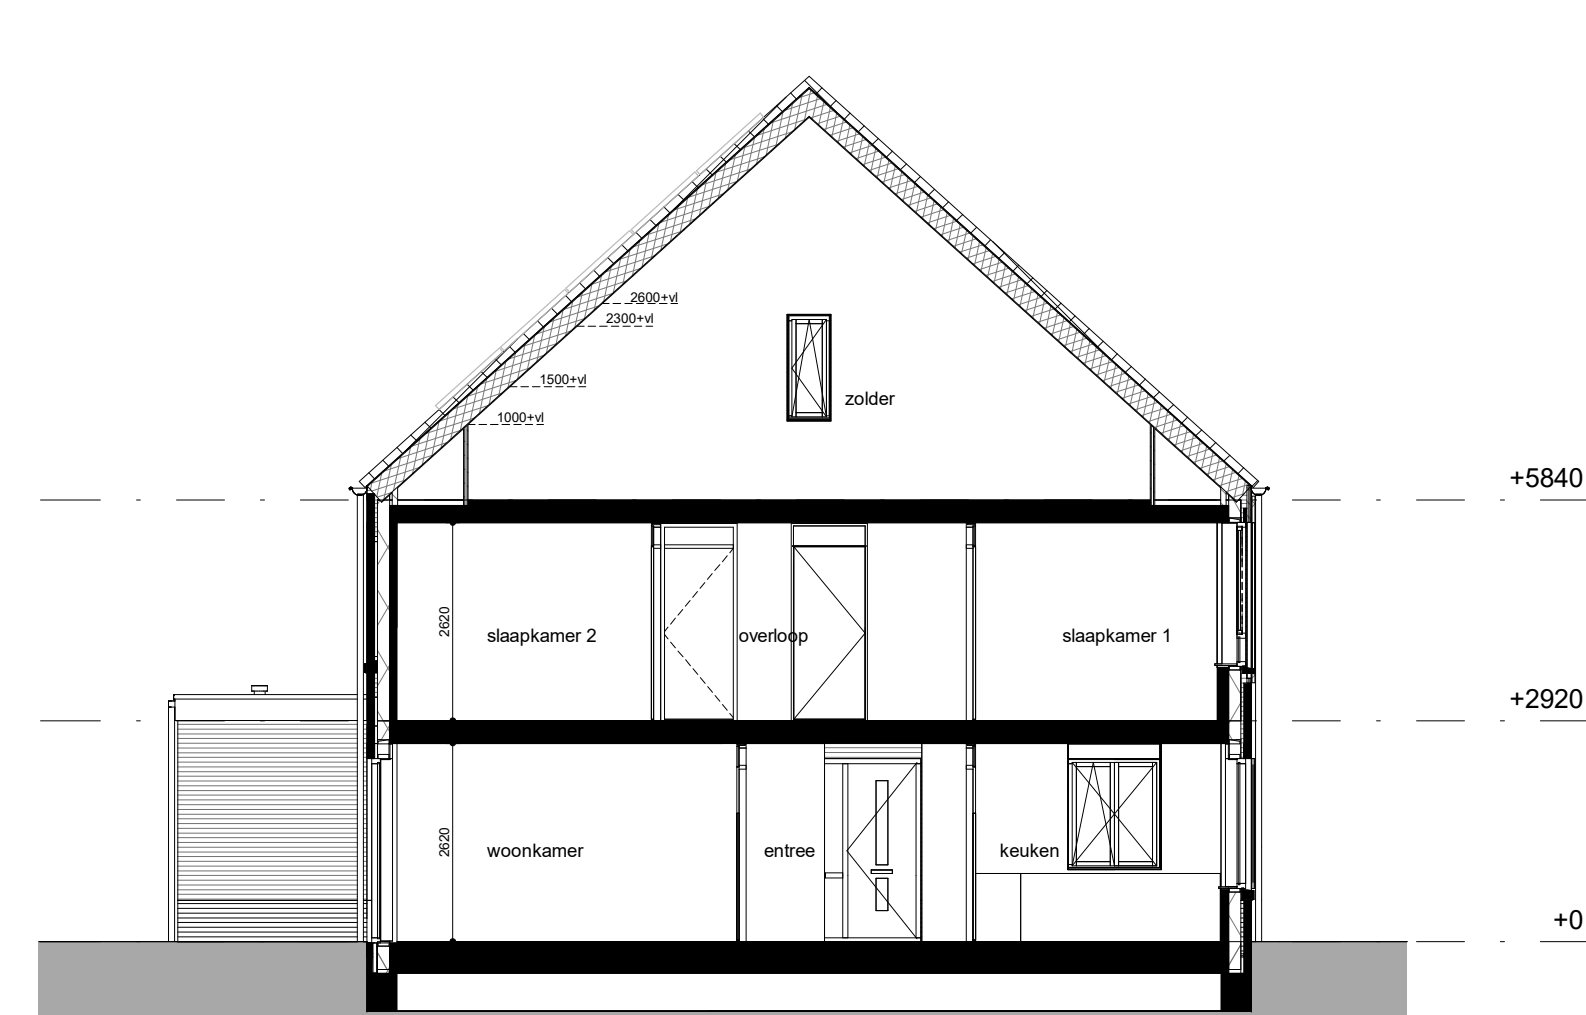 2600+vl
2300+vl
1500+vl
zolder
1000+vl
+5840
2620
slaapkamer 2
overloop
slaapkamer 1
+2920
2620
woonkamer
entree
keuken
+0